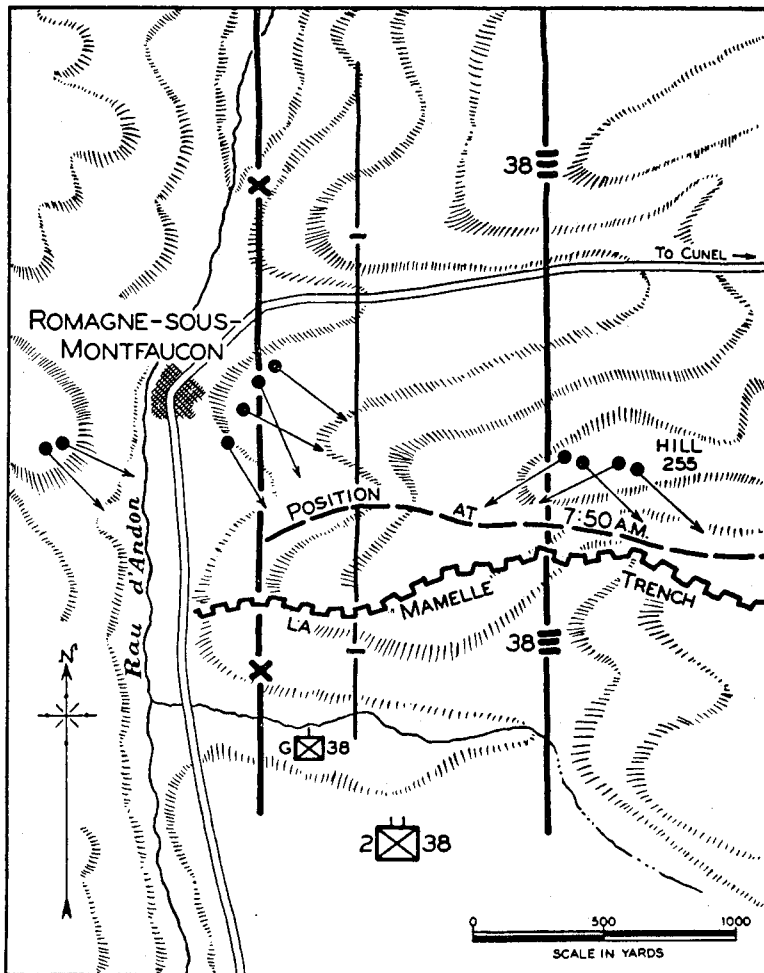 38
TO CUNEL
ROMAGNE-SOUS-
MONTFAUCON
HILL
255
POSITION AT 7:50 A.M.
LA MAMELLE TRENCH
Rau d'Andon
38
N
G 38
2 38
0 500 1000
SCALE IN YARDS